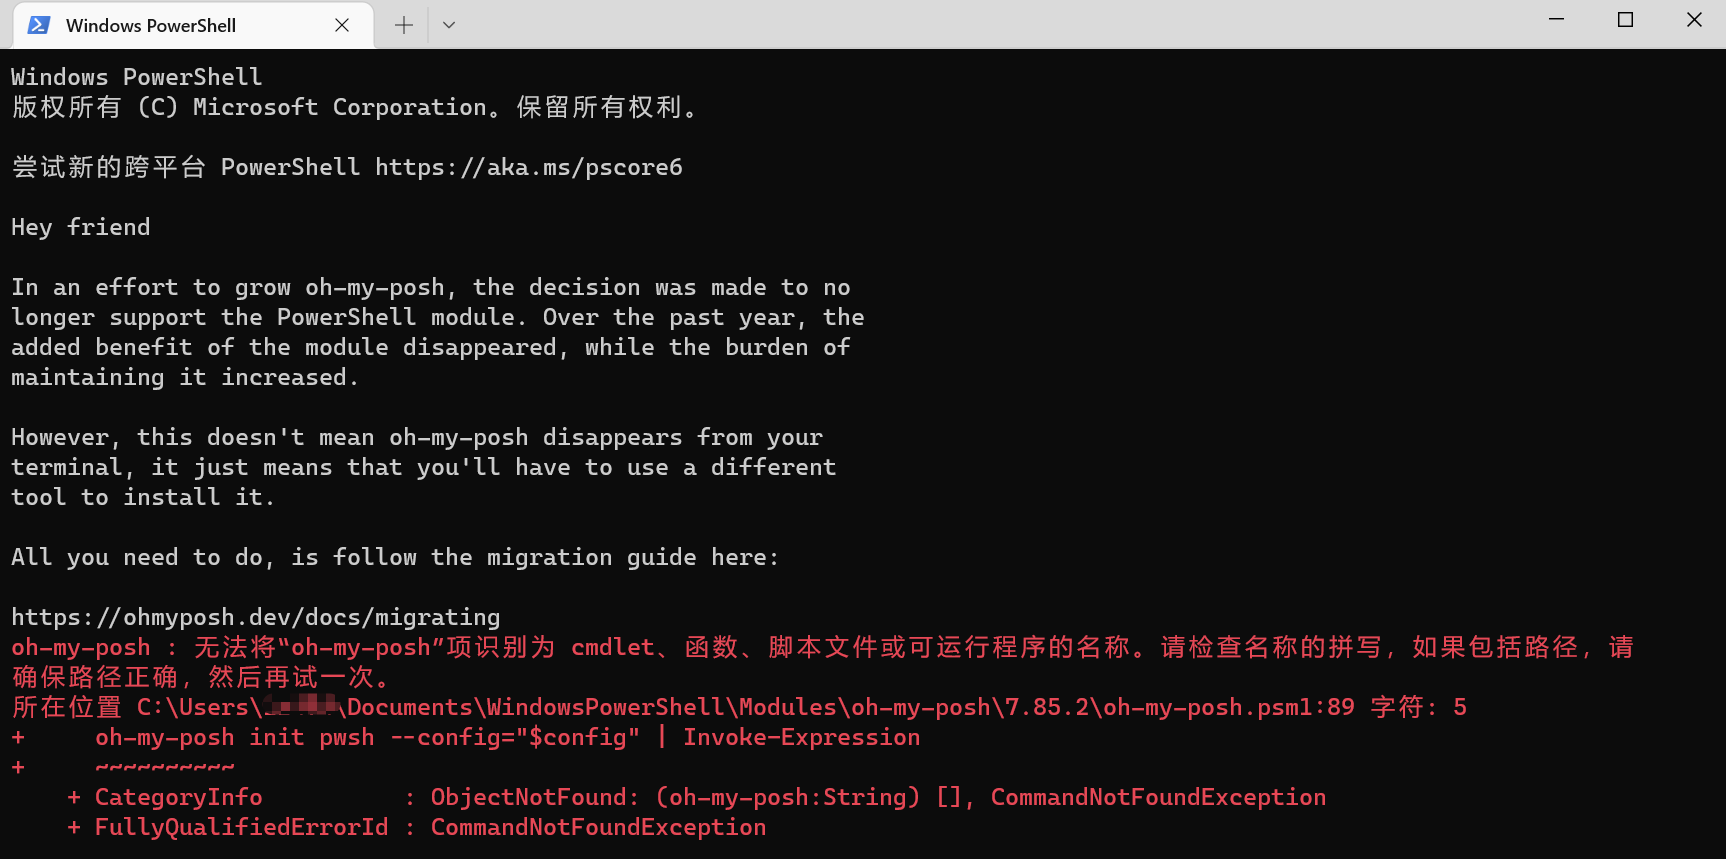 Windows PowerShell
Windows PowerShell
版权所有 (C) Microsoft Corporation。保留所有权利。
尝试新的跨平台 PowerShell https://aka.ms/pscore6
Hey friend
In an effort to grow oh-my-posh, the decision was made to no
longer support the PowerShell module. Over the past year, the
added benefit of the module disappeared, while the burden of
maintaining it increased.
However, this doesn't mean oh-my-posh disappears from your
terminal, it just means that you'll have to use a different
tool to install it.
All you need to do, is follow the migration guide here:
https://ohmyposh.dev/docs/migrating
oh-my-posh : 无法将“oh-my-posh”项识别为 cmdlet、函数、脚本文件或可运行程序的名称。请检查名称的拼写，如果包括路径，请
确保路径正确，然后再试一次。
所在位置 C:\Users\\Documents\WindowsPowerShell\Modules\oh-my-posh\7.85.2\oh-my-posh.psm1:89 字符: 5
+     oh-my-posh init pwsh --config="$config" | Invoke-Expression
+     ~~~~~~~~~~
    + CategoryInfo          : ObjectNotFound: (oh-my-posh:String) [], CommandNotFoundException
    + FullyQualifiedErrorId : CommandNotFoundException